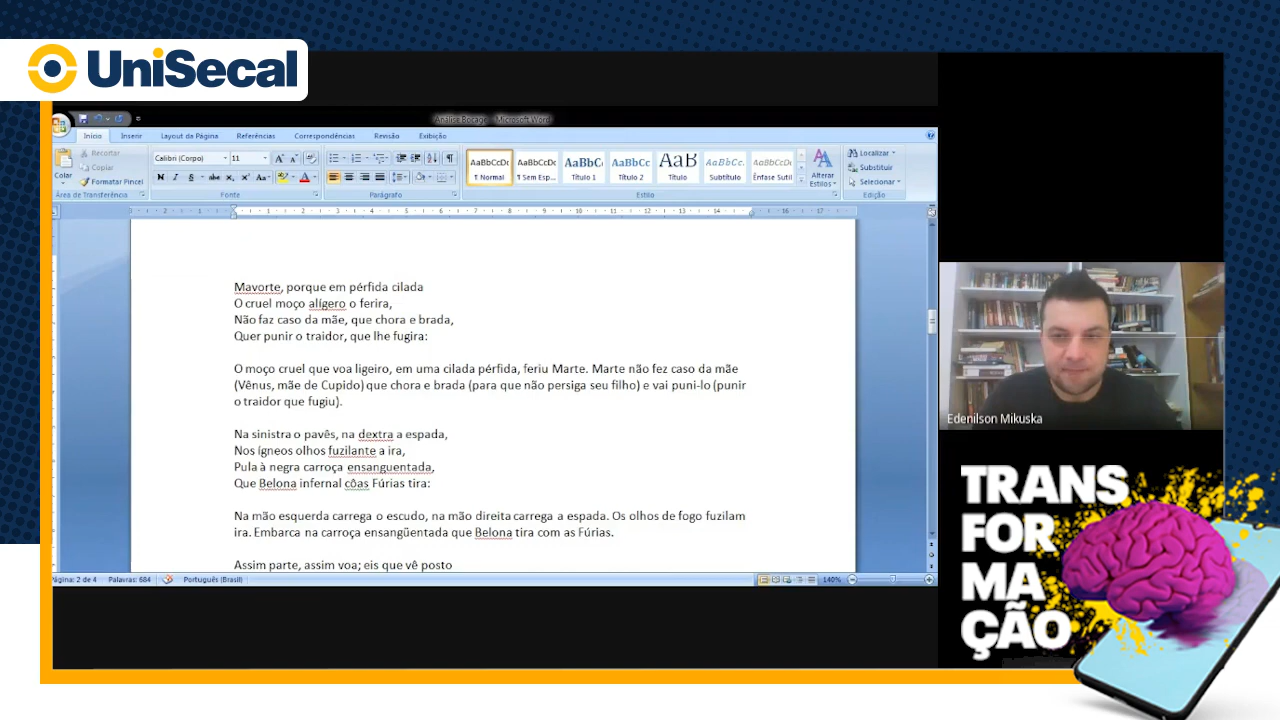 UniSecal
Análise Bocage - Microsoft Word
Início Inserir Layout da Página Referências Correspondências Revisão Exibição
Recortar
Copiar
Colar
Formatar Pincel
Área de Transferência
Calibri (Corpo) 11
Fonte
Parágrafo
AaBbCcDc AaBbCcDc AaBbC AaBbCc AaB AaBbCc. AaBbCcDc
¶ Normal ¶ Sem Esp... Título 1 Título 2 Título Subtítulo Ênfase Sutil
Alterar
Estilos
Estilo
Localizar
Substituir
Selecionar
Edição
Mavorte, porque em pérfida cilada
O cruel moço alígero o ferira,
Não faz caso da mãe, que chora e brada,
Quer punir o traidor, que lhe fugira:
O moço cruel que voa ligeiro, em uma cilada pérfida, feriu Marte. Marte não fez caso da mãe
(Vênus, mãe de Cupido) que chora e brada (para que não persiga seu filho) e vai puni-lo (punir
o traidor que fugiu).
Na sinistra o pavês, na dextra a espada,
Nos ígneos olhos fuzilante a ira,
Pula à negra carroça ensanguentada,
Que Belona infernal côas Fúrias tira:
Na mão esquerda carrega o escudo, na mão direita carrega a espada. Os olhos de fogo fuzilam
ira. Embarca na carroça ensangüentada que Belona tira com as Fúrias.
Assim parte, assim voa; eis que vê posto
Página: 2 de 4 Palavras: 684 Português (Brasil) 140%
Edenilson Mikuska
TRANS
FOR
MA
ÇÃO